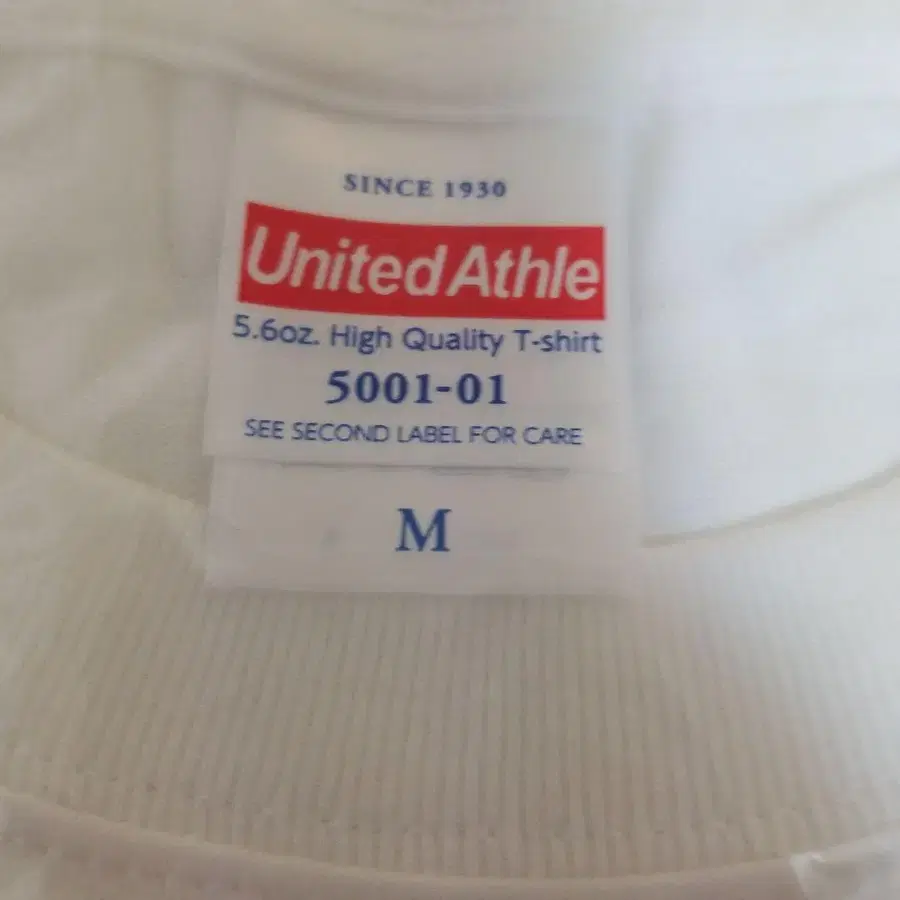 SINCE 1930
United Athle
5.6oz. High Quality T-shirt
5001-01
SEE SECOND LABEL FOR CARE
M